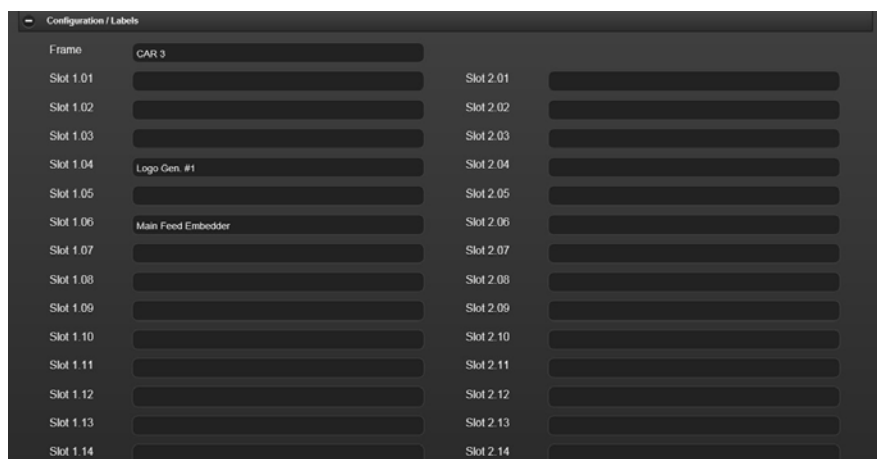 Configuration / Labels
Frame CAR 3
Slot 1.01 Slot 2.01
Slot 1.02 Slot 2.02
Slot 1.03 Slot 2.03
Slot 1.04 Logo Gen. #1 Slot 2.04
Slot 1.05 Slot 2.05
Slot 1.06 Main Feed Embedder Slot 2.06
Slot 1.07 Slot 2.07
Slot 1.08 Slot 2.08
Slot 1.09 Slot 2.09
Slot 1.10 Slot 2.10
Slot 1.11 Slot 2.11
Slot 1.12 Slot 2.12
Slot 1.13 Slot 2.13
Slot 1.14 Slot 2.14